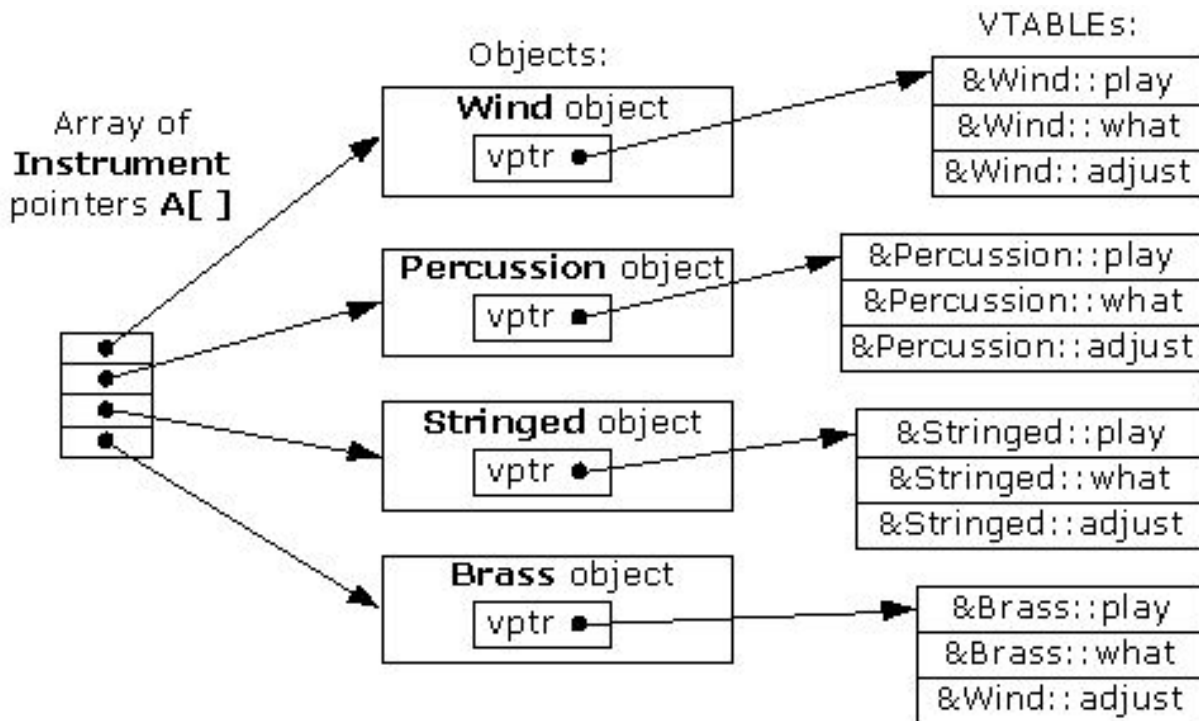 Array of
Instrument
pointers A[ ]
Objects:
Wind object
vptr
Percussion object
vptr
Stringed object
vptr
Brass object
vptr
VTABLEs:
&Wind::play
&Wind::what
&Wind::adjust
&Percussion::play
&Percussion::what
&Percussion::adjust
&Stringed::play
&Stringed::what
&Stringed::adjust
&Brass::play
&Brass::what
&Wind::adjust